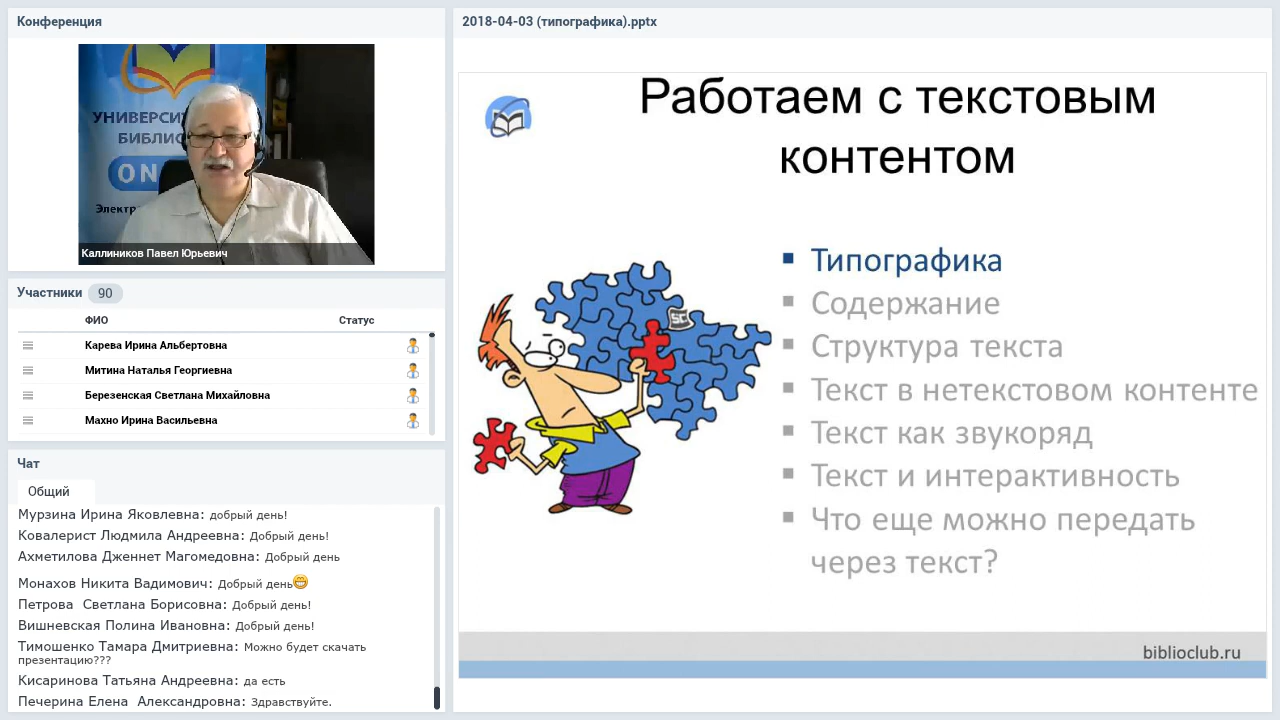 Конференция
УНИВЕРСИ
БИБЛИО
ON
Элект
Каллиников Павел Юрьевич
Участники 90
ФИО Статус
Карева Ирина Альбертовна
Митина Наталья Георгиевна
Березенская Светлана Михайловна
Махно Ирина Васильевна
Чат
Общий
Мурзина Ирина Яковлевна: добрый день!
Ковалерист Людмила Андреевна: Добрый день!
Ахметилова Дженнет Магомедовна: Добрый день
Монахов Никита Вадимович: Добрый день
Петрова Светлана Борисовна: Добрый день!
Вишневская Полина Ивановна: Добрый день!
Тимошенко Тамара Дмитриевна: Можно будет скачать
презентацию???
Кисаринова Татьяна Андреевна: да есть
Печерина Елена Александровна: Здравствуйте.
2018-04-03 (типографика).pptx
Работаем с текстовым
контентом
SC
Типографика
Содержание
Структура текста
Текст в нетекстовом контенте
Текст как звукоряд
Текст и интерактивность
Что еще можно передать
через текст?
biblioclub.ru